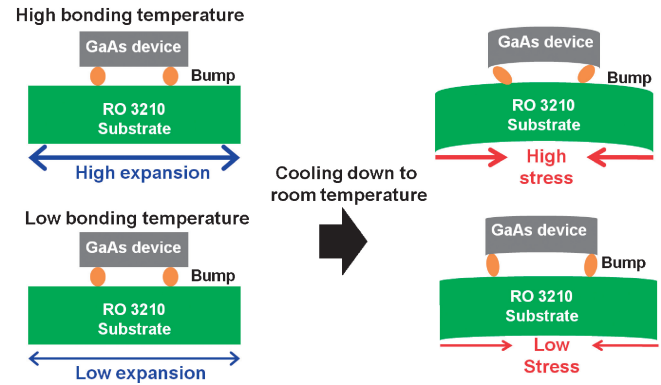 High bonding temperature
GaAs device
Bump
RO 3210
Substrate
High expansion
Low bonding temperature
GaAs device
Bump
RO 3210
Substrate
Low expansion
Cooling down to
room temperature
GaAs device
Bump
RO 3210
Substrate
High
stress
GaAs device
Bump
RO 3210
Substrate
Low
Stress